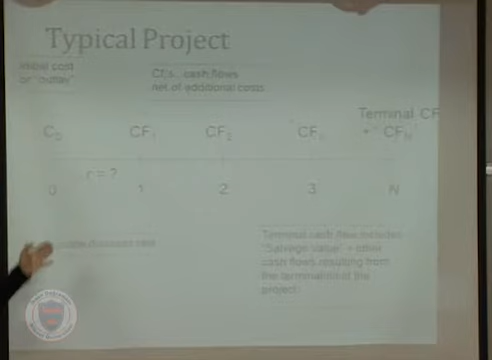 Typical Project
Initial cost
or "outlay"
CFs...cash flows
net of additional costs
Terminal CF
C₀ CF₁ CF₂ CF₃ + CFₙ
r = ?
0 1 2 3 N
discount rate
Terminal cash flow includes
"Salvage Value" + other
cash flows resulting from
the termination of the
project.